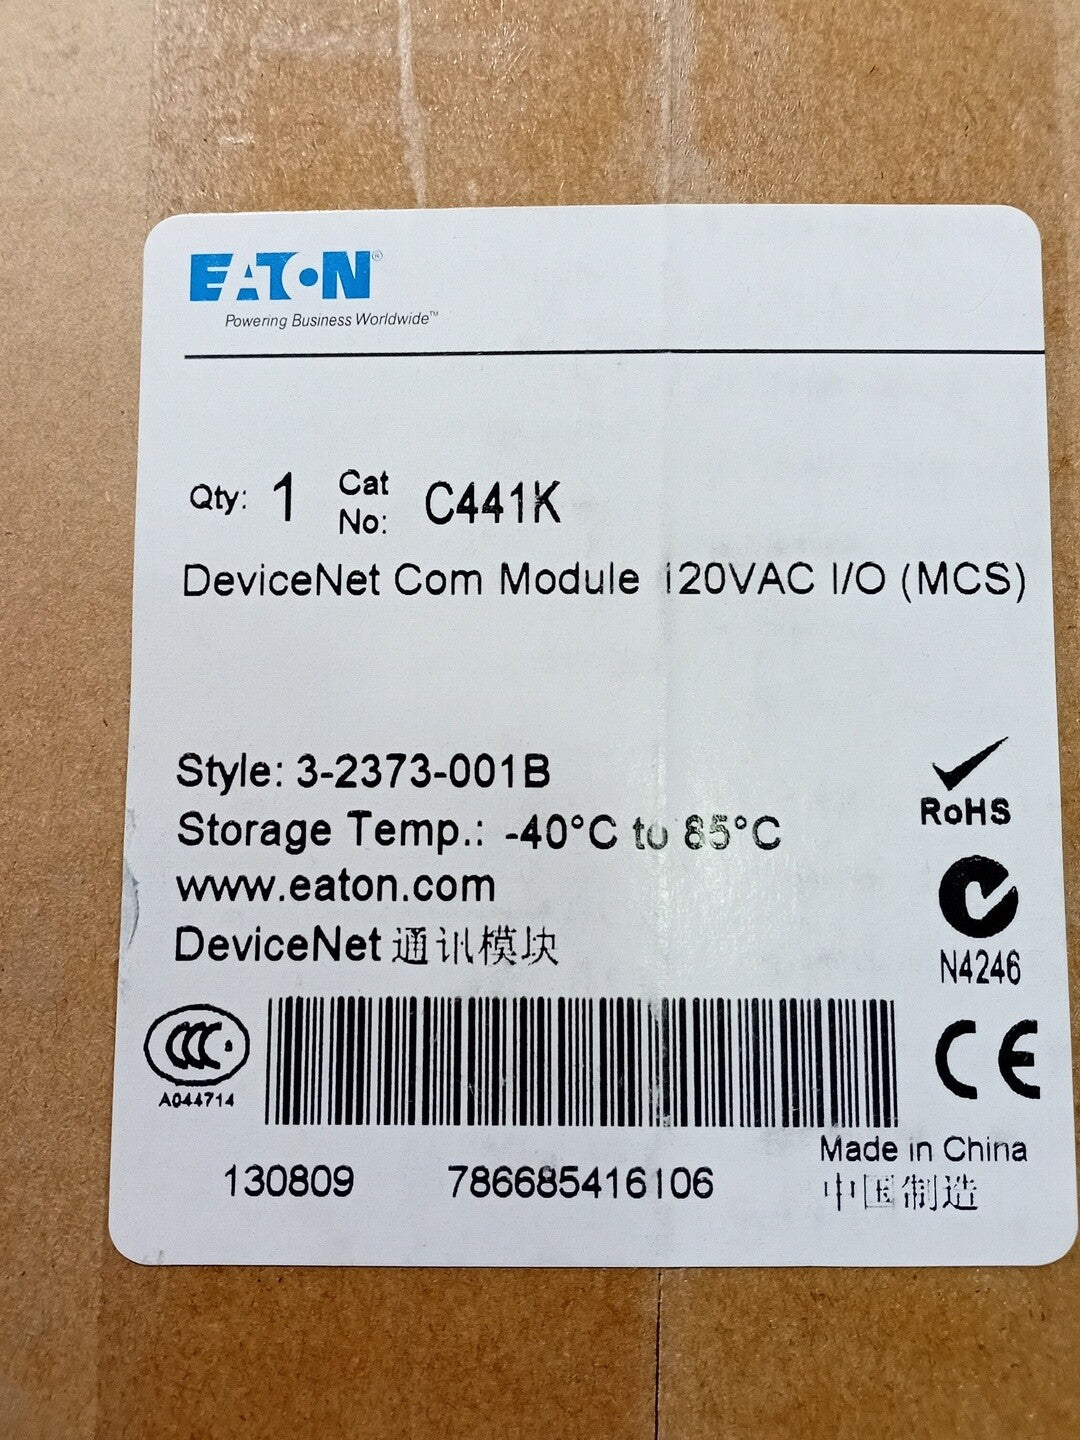 EATON®
Powering Business Worldwide™
Qty: 1 Cat No: C441K
DeviceNet Com Module 120VAC I/O (MCS)
Style: 3-2373-001B
RoHS
Storage Temp.: -40°C to 85°C
www.eaton.com
DeviceNet 通讯模块
N4246
CCC
A044714
CE
Made in China
130809 786685416106
中国制造